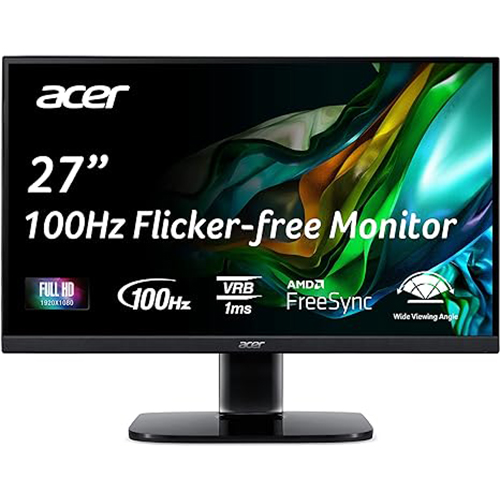 acer
27”
100Hz Flicker-free Monitor
FULL HD
1920X1080
100Hz
VRB
1ms
AMD
FreeSync
Wide Viewing Angle
acer